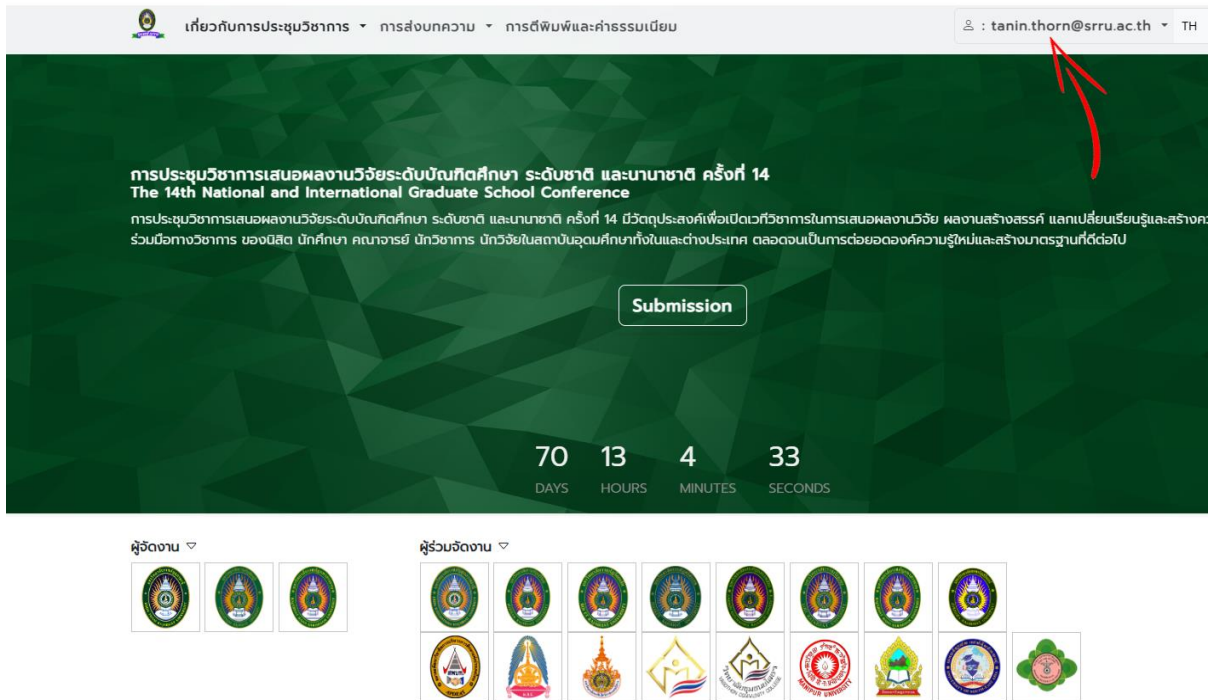 เกี่ยวกับการประชุมวิชาการ การส่งบทความ การตีพิมพ์และค่าธรรมเนียม : tanin.thorn@srru.ac.th TH
การประชุมวิชาการเสนอผลงานวิจัยระดับบัณฑิตศึกษา ระดับชาติ และนานาชาติ ครั้งที่ 14
The 14th National and International Graduate School Conference
การประชุมวิชาการเสนอผลงานวิจัยระดับบัณฑิตศึกษา ระดับชาติ และนานาชาติ ครั้งที่ 14 มีวัตถุประสงค์เพื่อเปิดเวทีวิชาการในการเสนอผลงานวิจัย ผลงานสร้างสรรค์ แลกเปลี่ยนเรียนรู้และสร้างคว
ร่วมมือทางวิชาการ ของนิสิต นักศึกษา คณาจารย์ นักวิชาการ นักวิจัยในสถาบันอุดมศึกษาทั้งในและต่างประเทศ ตลอดจนเป็นการต่อยอดองค์ความรู้ใหม่และสร้างมาตรฐานที่ดีต่อไป
Submission
70 13 4 33
DAYS HOURS MINUTES SECONDS
ผู้จัดงาน ผู้ร่วมจัดงาน
MANIPUR UNIVERSITY